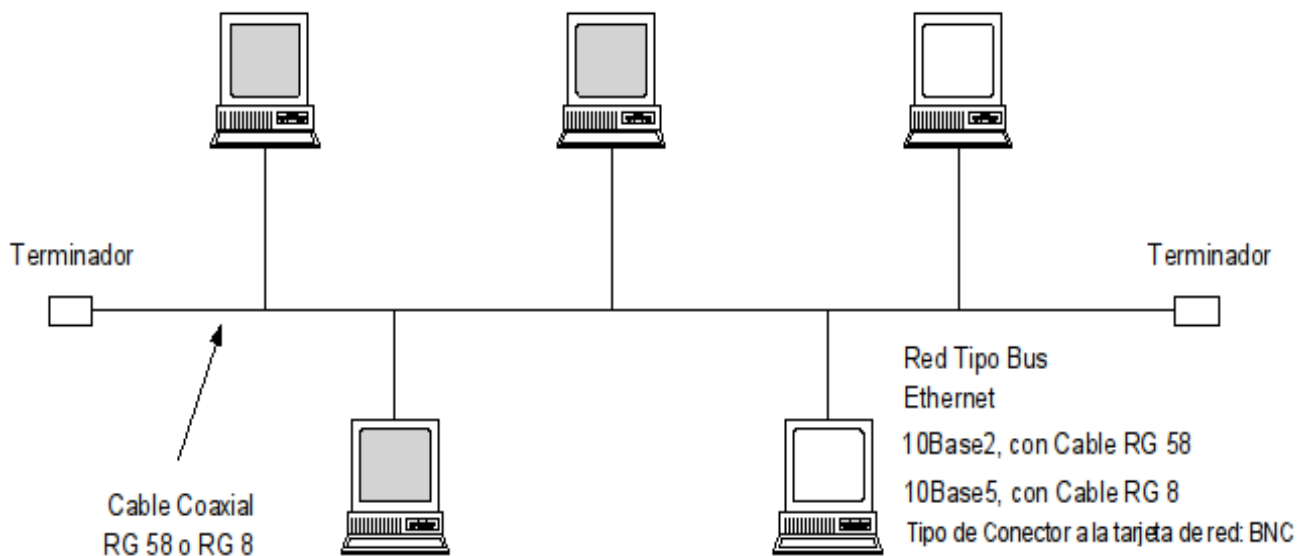 Terminador
Terminador
Cable Coaxial
RG 58 o RG 8
Red Tipo Bus
Ethernet
10Base2, con Cable RG 58
10Base5, con Cable RG 8
Tipo de Conector a la tarjeta de red: BNC